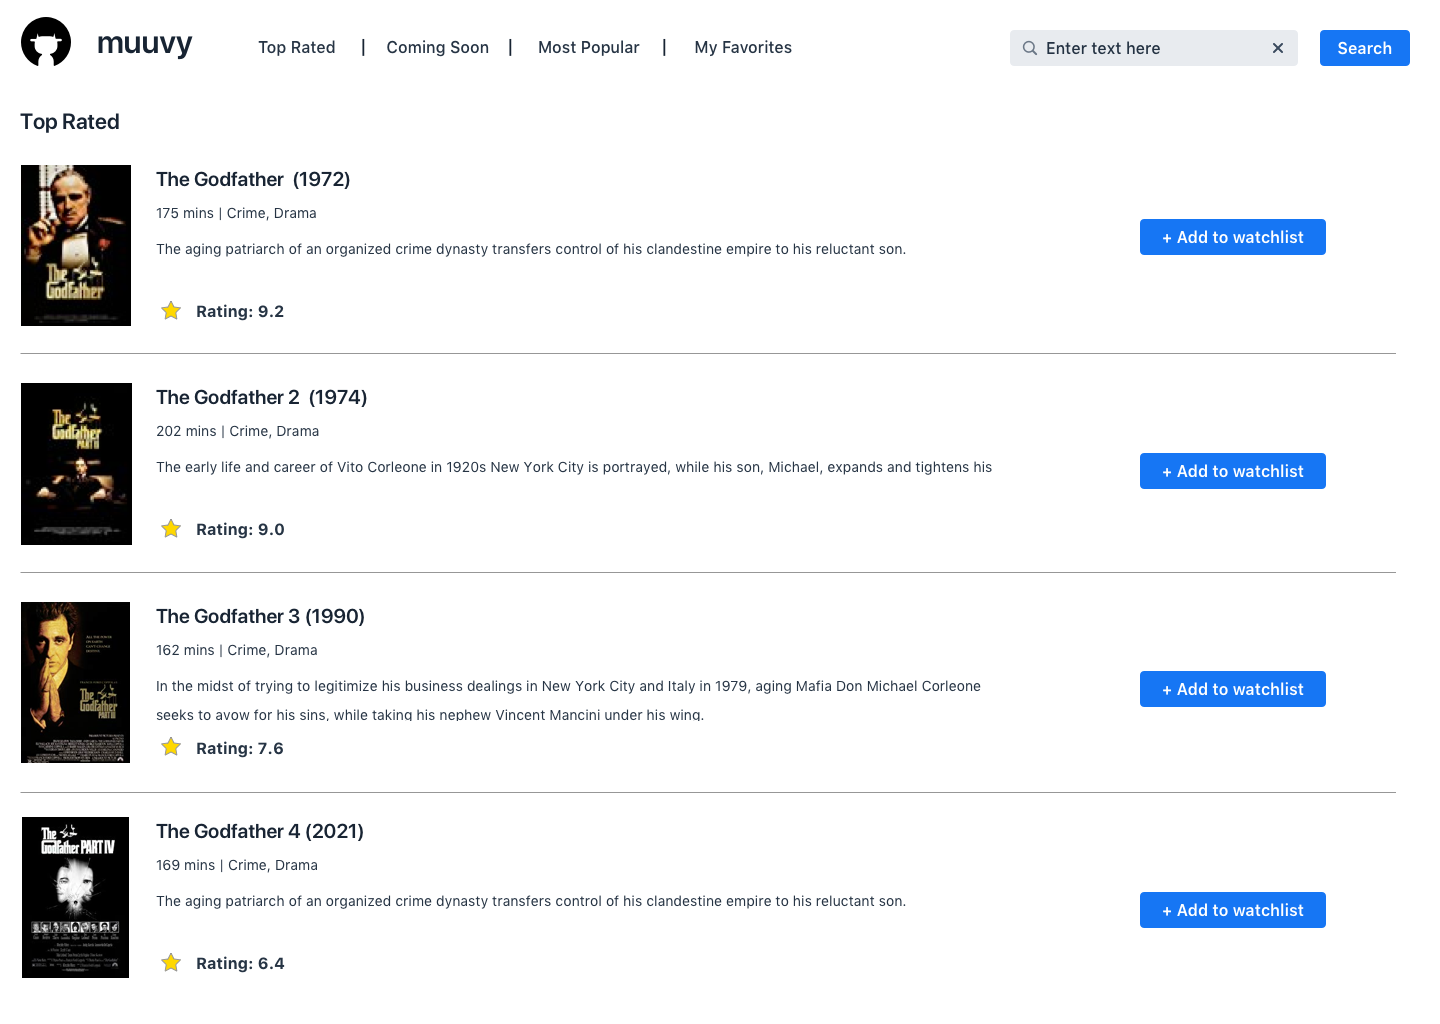 muuvy
Top Rated | Coming Soon | Most Popular | My Favorites
Enter text here
Search
Top Rated
The Godfather
The Godfather (1972)
175 mins | Crime, Drama
The aging patriarch of an organized crime dynasty transfers control of his clandestine empire to his reluctant son.
Rating: 9.2
+ Add to watchlist
The Godfather PART II
The Godfather 2 (1974)
202 mins | Crime, Drama
The early life and career of Vito Corleone in 1920s New York City is portrayed, while his son, Michael, expands and tightens his
Rating: 9.0
+ Add to watchlist
The Godfather PART III
The Godfather 3 (1990)
162 mins | Crime, Drama
In the midst of trying to legitimize his business dealings in New York City and Italy in 1979, aging Mafia Don Michael Corleone
seeks to avow for his sins, while taking his nephew Vincent Mancini under his wing.
Rating: 7.6
+ Add to watchlist
The Godfather PART IV
The Godfather 4 (2021)
169 mins | Crime, Drama
The aging patriarch of an organized crime dynasty transfers control of his clandestine empire to his reluctant son.
Rating: 6.4
+ Add to watchlist